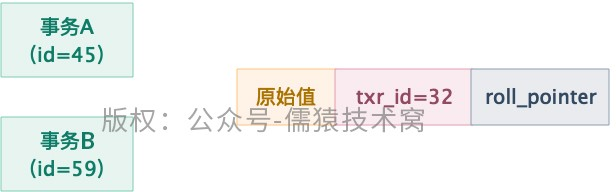 事务A
（id=45）
原始值
txr_id=32
roll_pointer
版权：公众号-儒猿技术窝
事务B
（id=59）